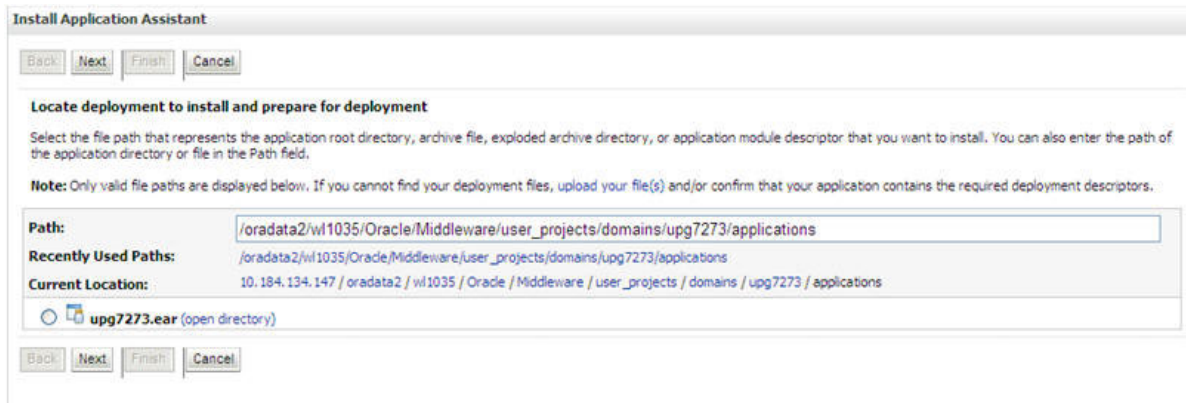 Install Application Assistant
Back Next Finish Cancel
Locate deployment to install and prepare for deployment
Select the file path that represents the application root directory, archive file, exploded archive directory, or application module descriptor that you want to install. You can also enter the path of
the application directory or file in the Path field.
Note: Only valid file paths are displayed below. If you cannot find your deployment files, upload your file(s) and/or confirm that your application contains the required deployment descriptors.
Path: /oradata2/wl1035/Oracle/Middleware/user_projects/domains/upg7273/applications
Recently Used Paths: /oradata2/wl1035/Oracle/Middleware/user_projects/domains/upg7273/applications
Current Location: 10.184.134.147 / oradata2 / wl1035 / Oracle / Middleware / user_projects / domains / upg7273 / applications
upg7273.ear (open directory)
Back Next Finish Cancel